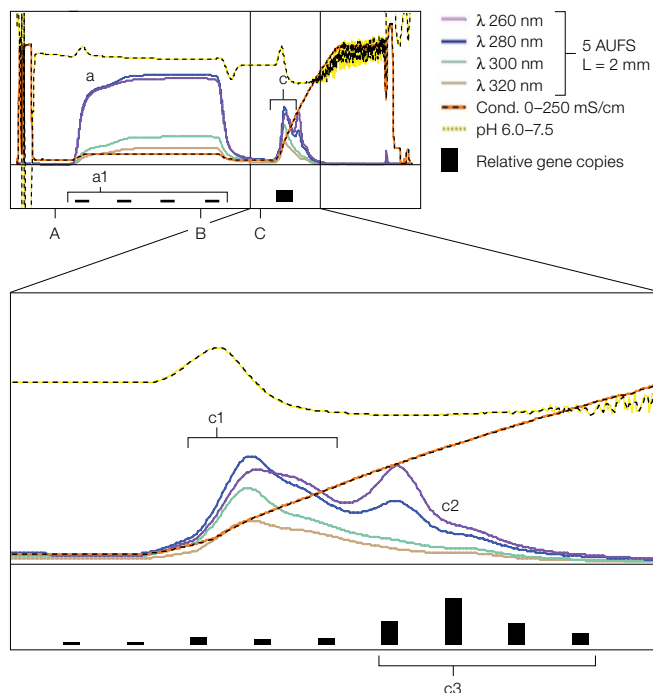 λ 260 nm
λ 280 nm
λ 300 nm
λ 320 nm
5 AUFS
L = 2 mm
Cond. 0–250 mS/cm
pH 6.0–7.5
Relative gene copies
a
c
a1
A
B
C
c1
c2
c3